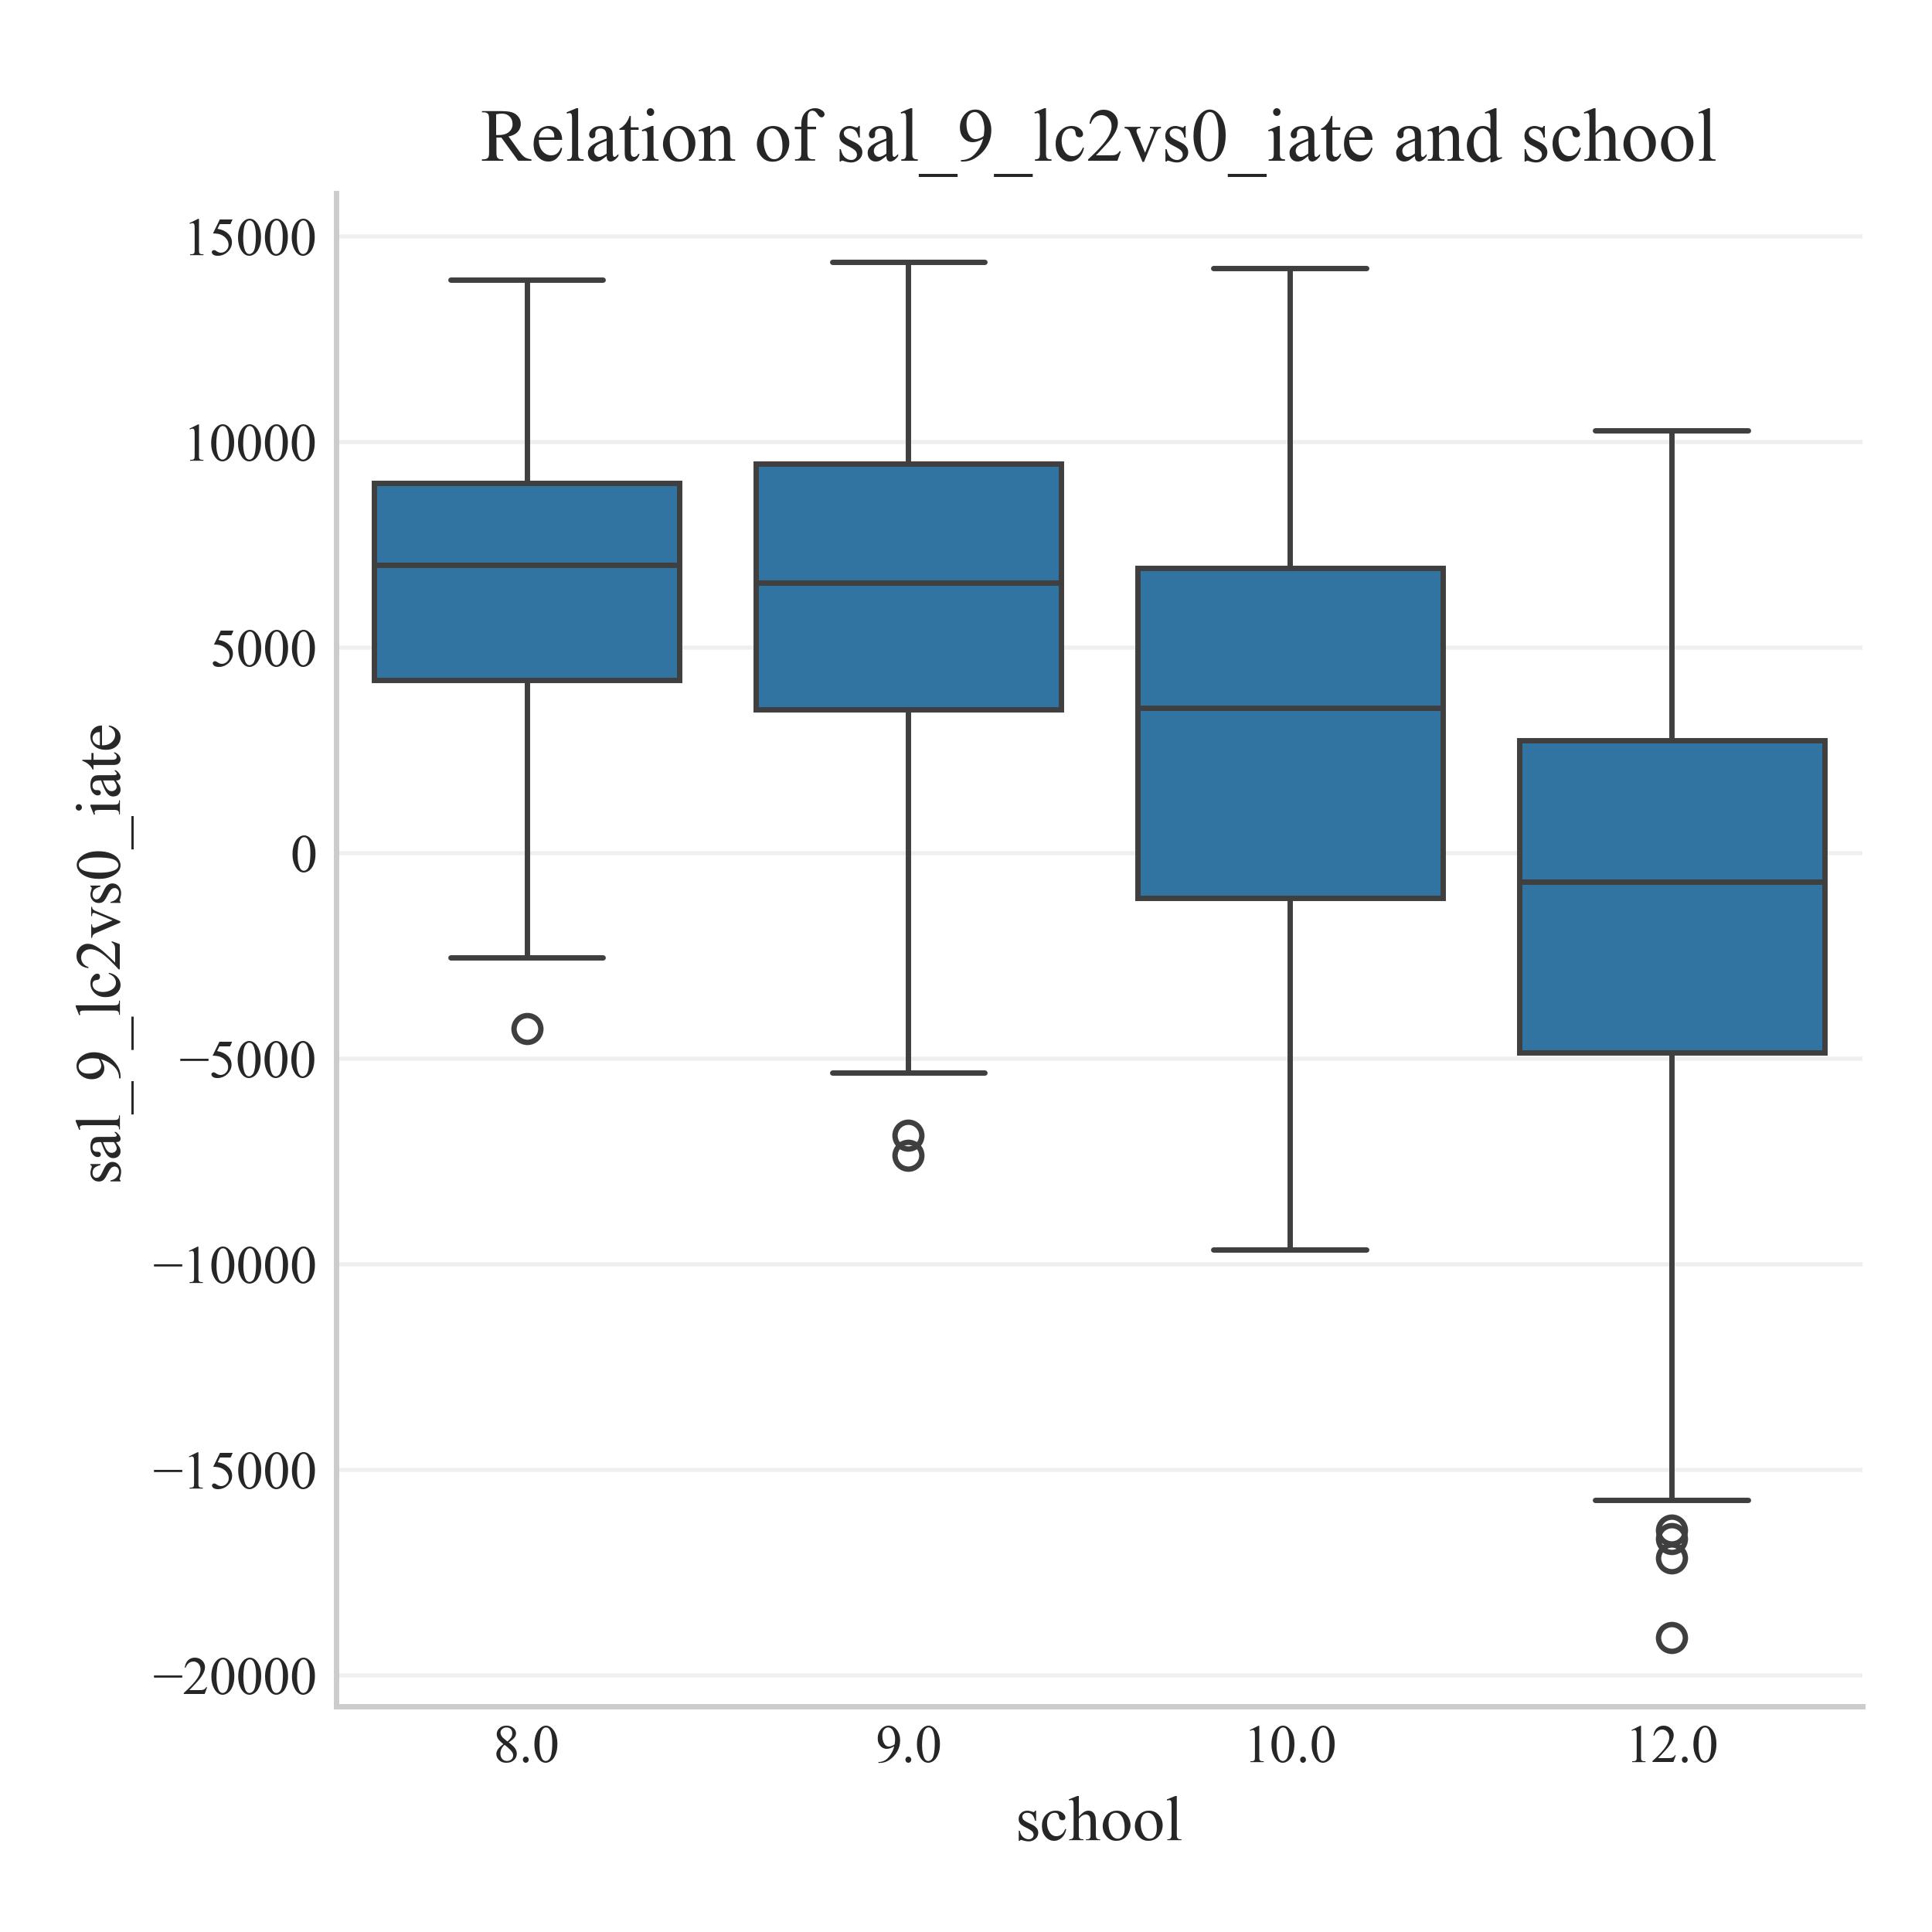 Relation of sal_9_lc2vs0_iate and school
15000
10000
5000
0
−5000
−10000
−15000
−20000
sal_9_lc2vs0_iate
8.0 9.0 10.0 12.0
school